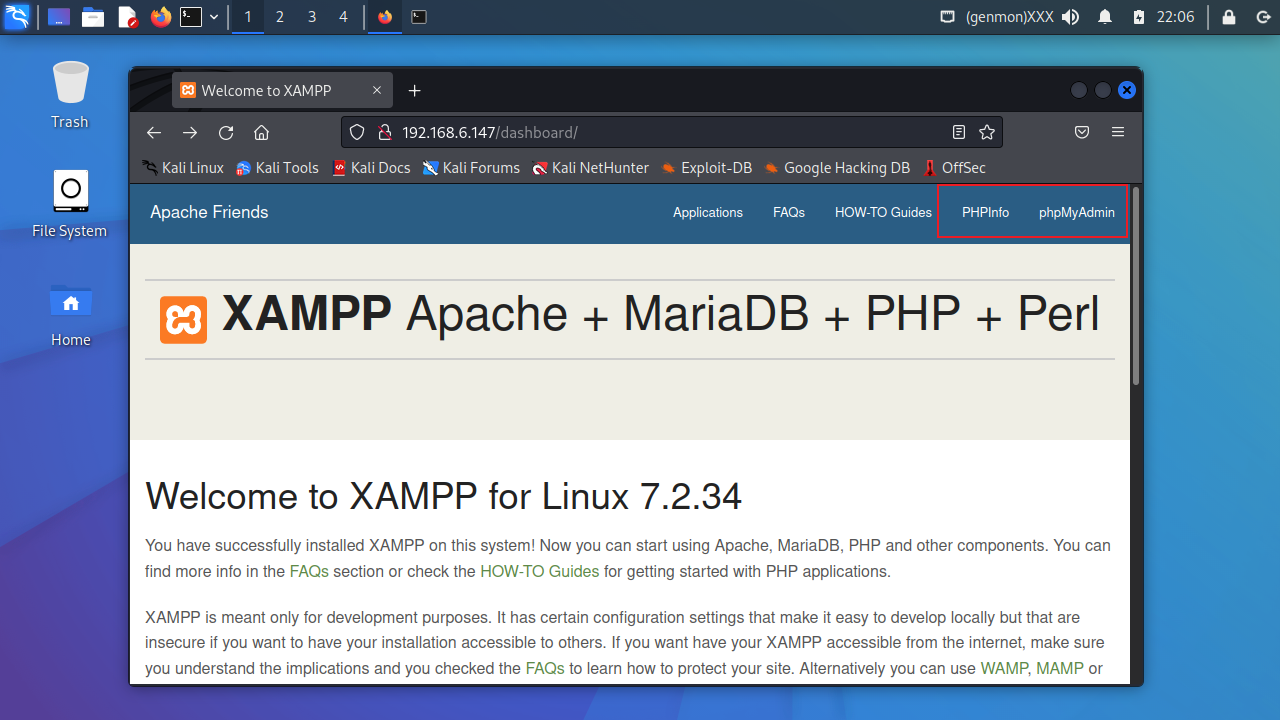 1 2 3 4 (genmon)XXX 22:06
Trash
File System
Home
Welcome to XAMPP
192.168.6.147/dashboard/
Kali Linux Kali Tools Kali Docs Kali Forums Kali NetHunter Exploit-DB Google Hacking DB OffSec
Apache Friends Applications FAQs HOW-TO Guides PHPInfo phpMyAdmin
XAMPP Apache + MariaDB + PHP + Perl
Welcome to XAMPP for Linux 7.2.34
You have successfully installed XAMPP on this system! Now you can start using Apache, MariaDB, PHP and other components. You can
find more info in the FAQs section or check the HOW-TO Guides for getting started with PHP applications.
XAMPP is meant only for development purposes. It has certain configuration settings that make it easy to develop locally but that are
insecure if you want to have your installation accessible to others. If you want have your XAMPP accessible from the internet, make sure
you understand the implications and you checked the FAQs to learn how to protect your site. Alternatively you can use WAMP, MAMP or